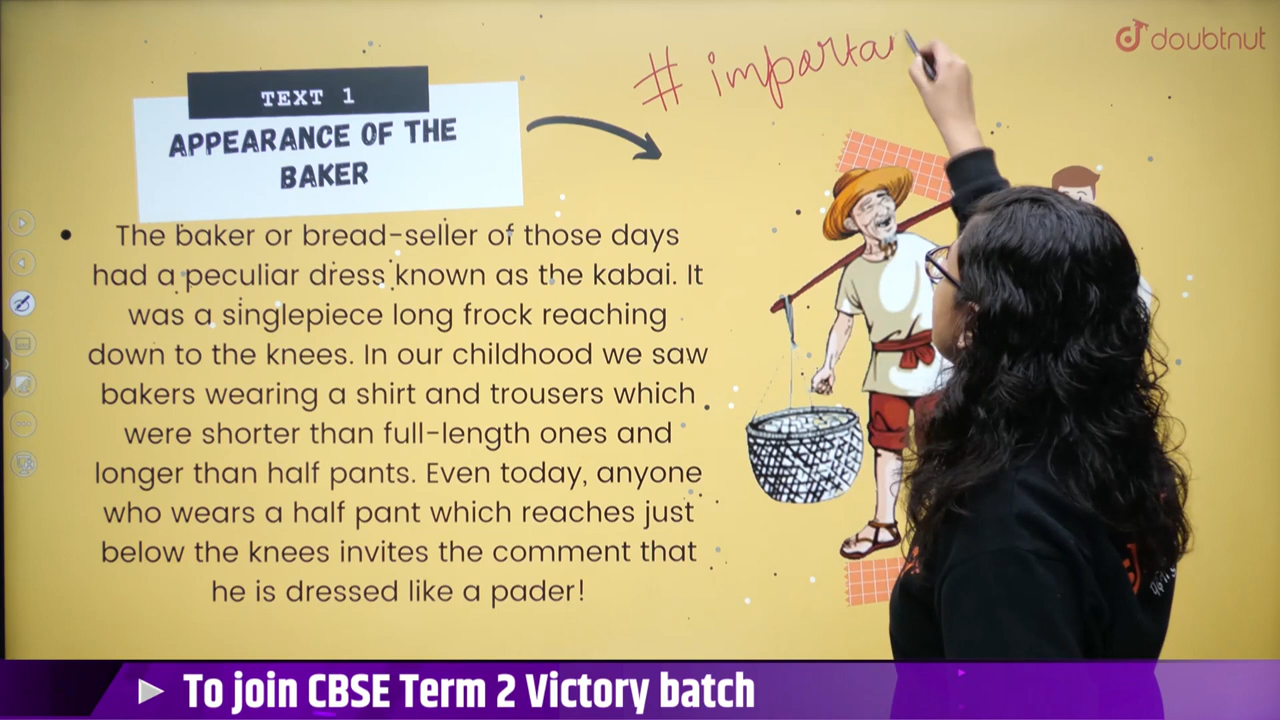 # importan
doubtnut
TEXT 1
APPEARANCE OF THE
BAKER
The baker or bread-seller of those days
had a peculiar dress known as the kabai. It
was a singlepiece long frock reaching
down to the knees. In our childhood we saw
bakers wearing a shirt and trousers which
were shorter than full-length ones and
longer than half pants. Even today, anyone
who wears a half pant which reaches just
below the knees invites the comment that
he is dressed like a pader!
To join CBSE Term 2 Victory batch